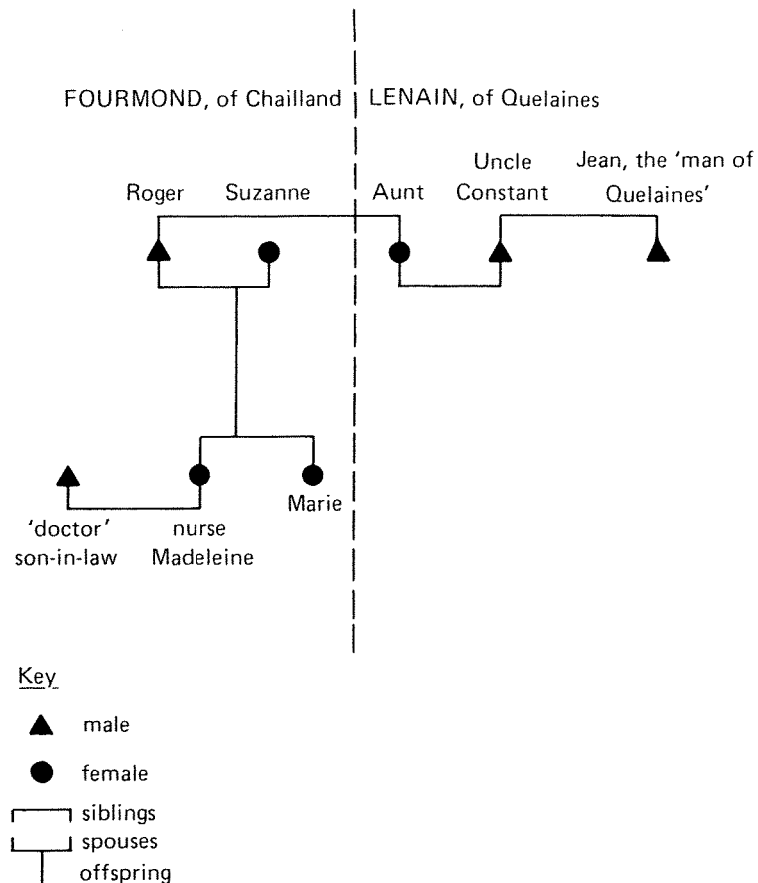 FOURMOND, of Chailland LENAIN, of Quelaines
Roger
Suzanne
Aunt
Uncle
Constant
Jean, the 'man of
Quelaines'
'doctor'
son-in-law
nurse
Madeleine
Marie
Key
male
female
siblings
spouses
offspring